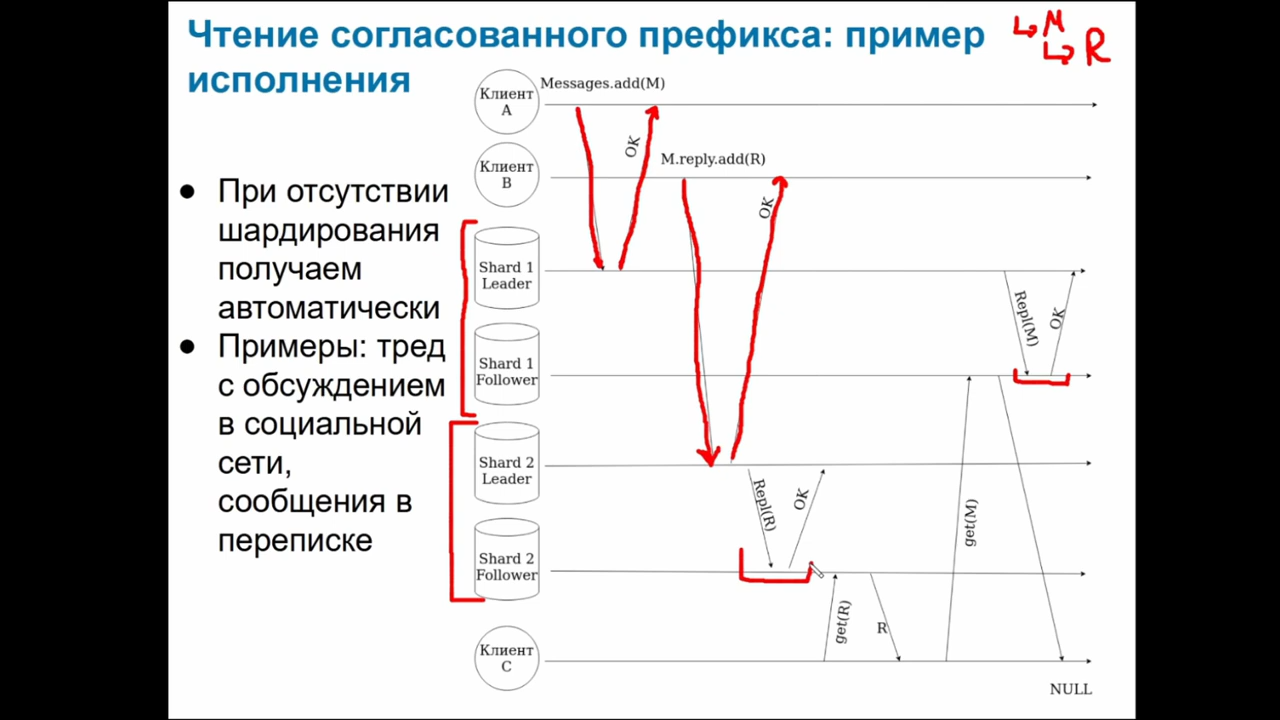 Чтение согласованного префикса: пример
исполнения
M
R
Клиент
A
Messages.add(M)
OK
Клиент
B
M.reply.add(R)
OK
● При отсутствии
шардирования
получаем
автоматически
● Примеры: тред
с обсуждением
в социальной
сети,
сообщения в
переписке
Shard 1
Leader
Repl(M)
OK
Shard 1
Follower
Shard 2
Leader
Repl(R)
OK
get(M)
Shard 2
Follower
get(R)
R
Клиент
C
NULL